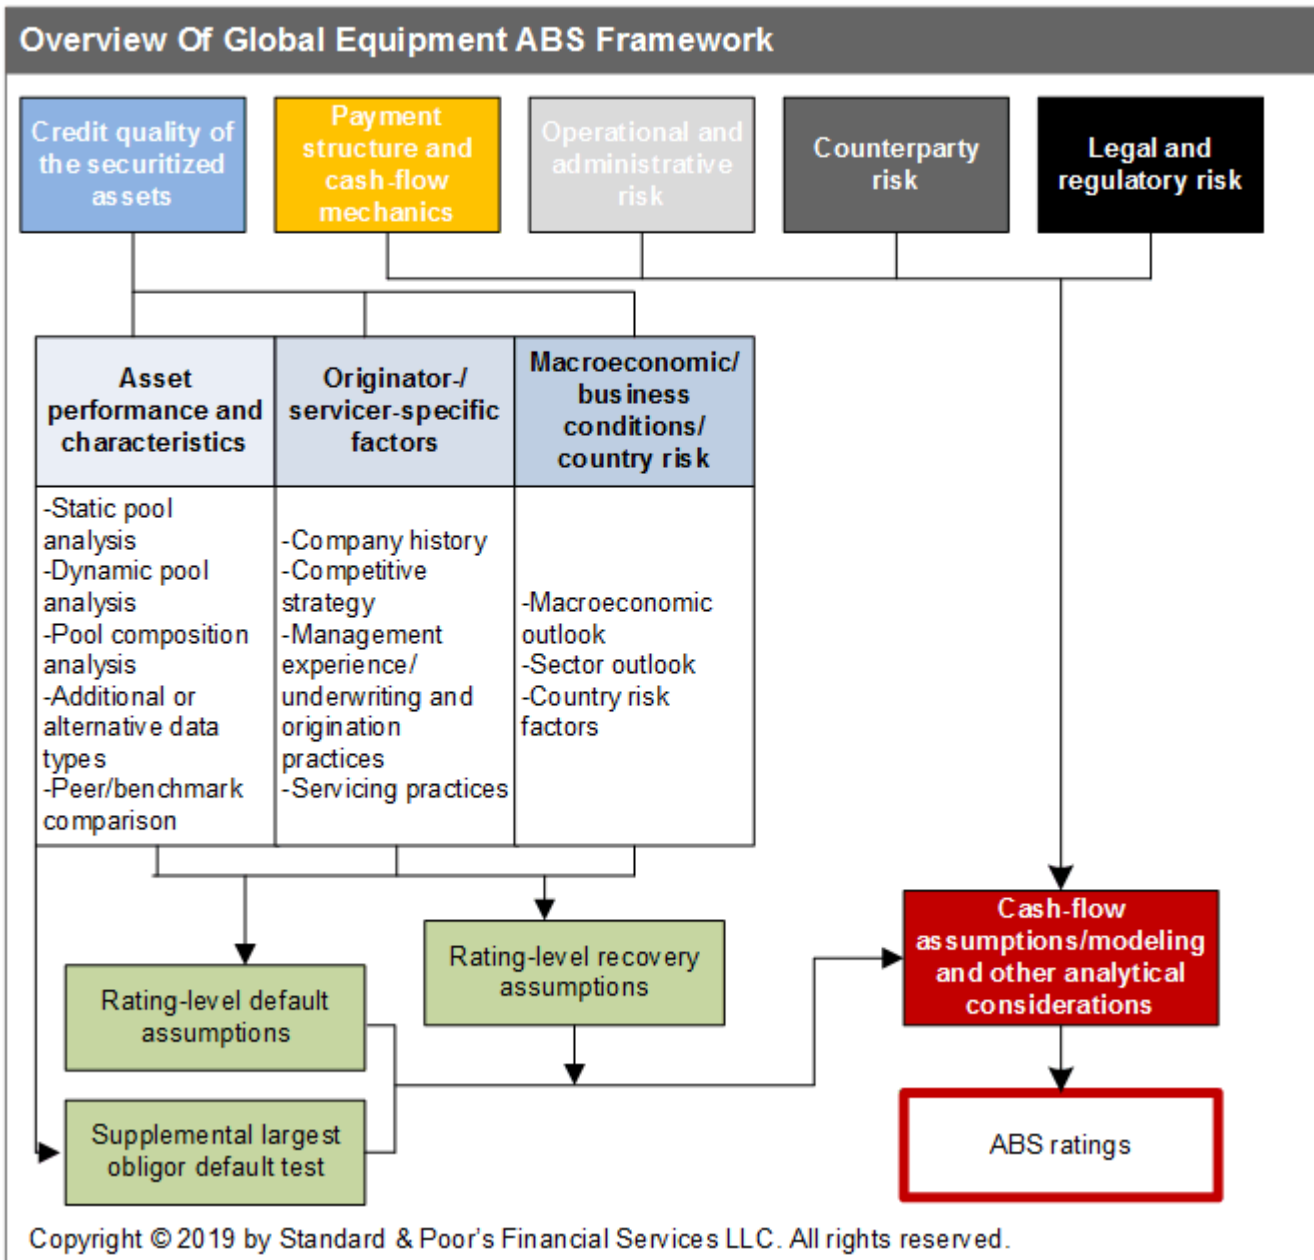 Overview Of Global Equipment ABS Framework
Credit quality of
the securitized
assets
Payment
structure and
cash-flow
mechanics
Operational and
administrative
risk
Counterparty
risk
Legal and
regulatory risk
Asset
performance and
characteristics
Originator-/
servicer-specific
factors
Macroeconomic/
business
conditions/
country risk
-Static pool
analysis
-Dynamic pool
analysis
-Pool composition
analysis
-Additional or
alternative data
types
-Peer/benchmark
comparison
-Company history
-Competitive
strategy
-Management
experience/
underwriting and
origination
practices
-Servicing practices
-Macroeconomic
outlook
-Sector outlook
-Country risk
factors
Rating-level default
assumptions
Rating-level recovery
assumptions
Supplemental largest
obligor default test
Cash-flow
assumptions/modeling
and other analytical
considerations
ABS ratings
Copyright © 2019 by Standard & Poor's Financial Services LLC. All rights reserved.